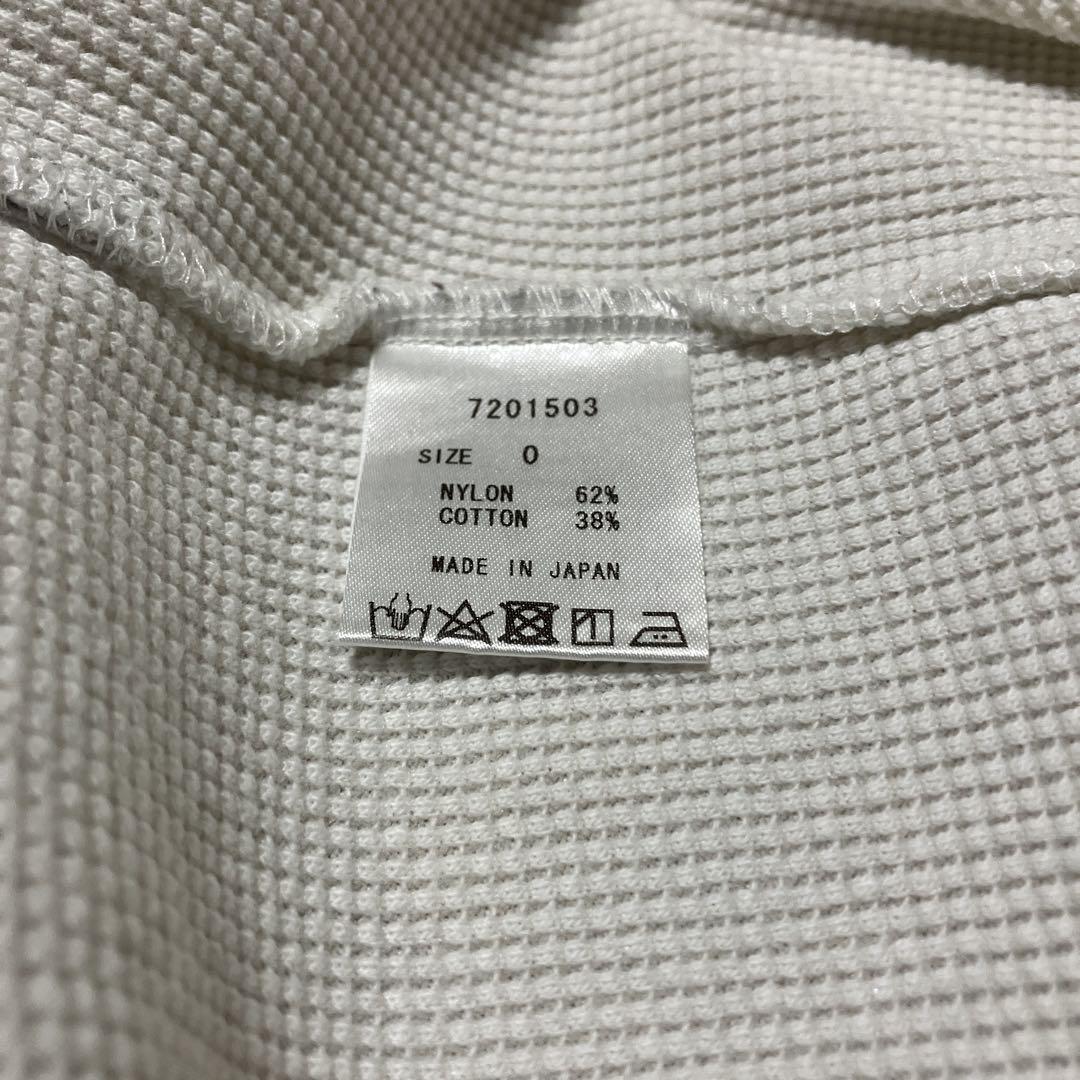 7201503
SIZE 0
NYLON 62%
COTTON 38%
MADE IN JAPAN